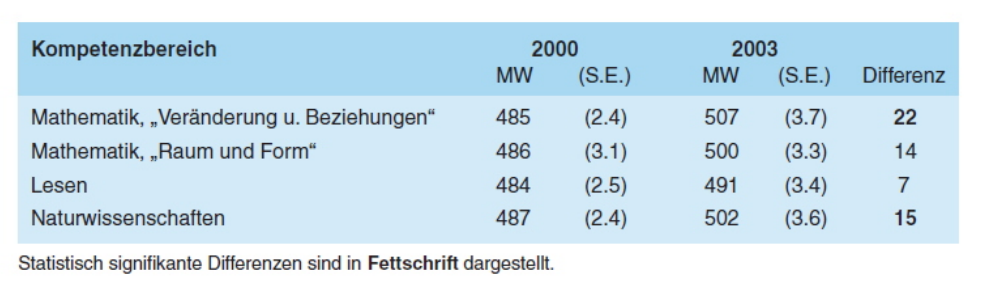 Kompetenzbereich 2000 2003
MW (S.E.) MW (S.E.) Differenz
Mathematik, „Veränderung u. Beziehungen“ 485 (2.4) 507 (3.7) 22
Mathematik, „Raum und Form“ 486 (3.1) 500 (3.3) 14
Lesen 484 (2.5) 491 (3.4) 7
Naturwissenschaften 487 (2.4) 502 (3.6) 15
Statistisch signifikante Differenzen sind in Fettschrift dargestellt.